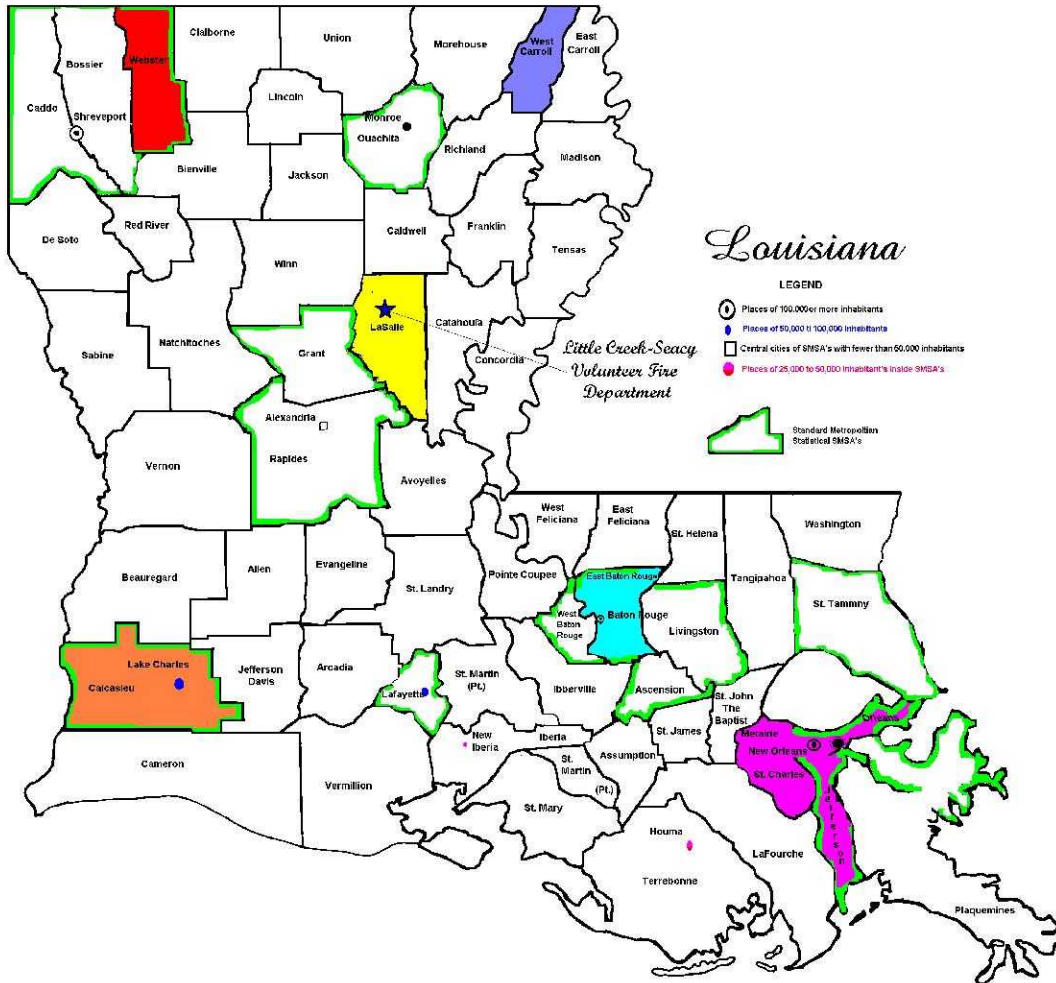 Claiborne
Union
Morehouse
West
Carroll
East
Carroll
Webster
Bossier
Caddo
Shreveport
Lincoln
Monroe
Ouachita
Richland
Madison
Bienville
Jackson
De Soto
Red River
Caldwell
Franklin
Tensas
Winn
Natchitoches
Sabine
LaSalle
Catahoula
Concordia
Grant
Little Creek-Seacy
Volunteer Fire
Department
Louisiana
LEGEND
Places of 100.000or more inhabitants
Places of 50,000 ti 100,000 inhabitants
Central cities of SMSA's with fewer than 50.000 inhabitants
Places of 25,000 to 50,000 inhabitant's inside SMSA's
Standard Metropoltian
Statistical SMSA's
Alexandria
Rapides
Vernon
Avoyelles
West
Feliciana
East
Feliciana
St. Helena
Washington
Beauregard
Allen
Evangeline
St. Landry
Pointe Coupee
East Baton Rouge
Baton Rouge
West
Baton
Rouge
Tangipahoa
St. Tammny
Livingston
Lake Charles
Calcasieu
Jefferson
Davis
Arcadia
Lafayette
St. Martin
(Pt.)
Ibberville
Ascension
St. John
The
Baptist
Orleans
Metairie
New Orleans
St. Charles
Jefferson
Cameron
Vermillion
New
Iberia
Iberia
St.
Martin
(Pt.)
Assumption
St. James
St. Mary
Houma
Terrebonne
LaFourche
Plaquemines